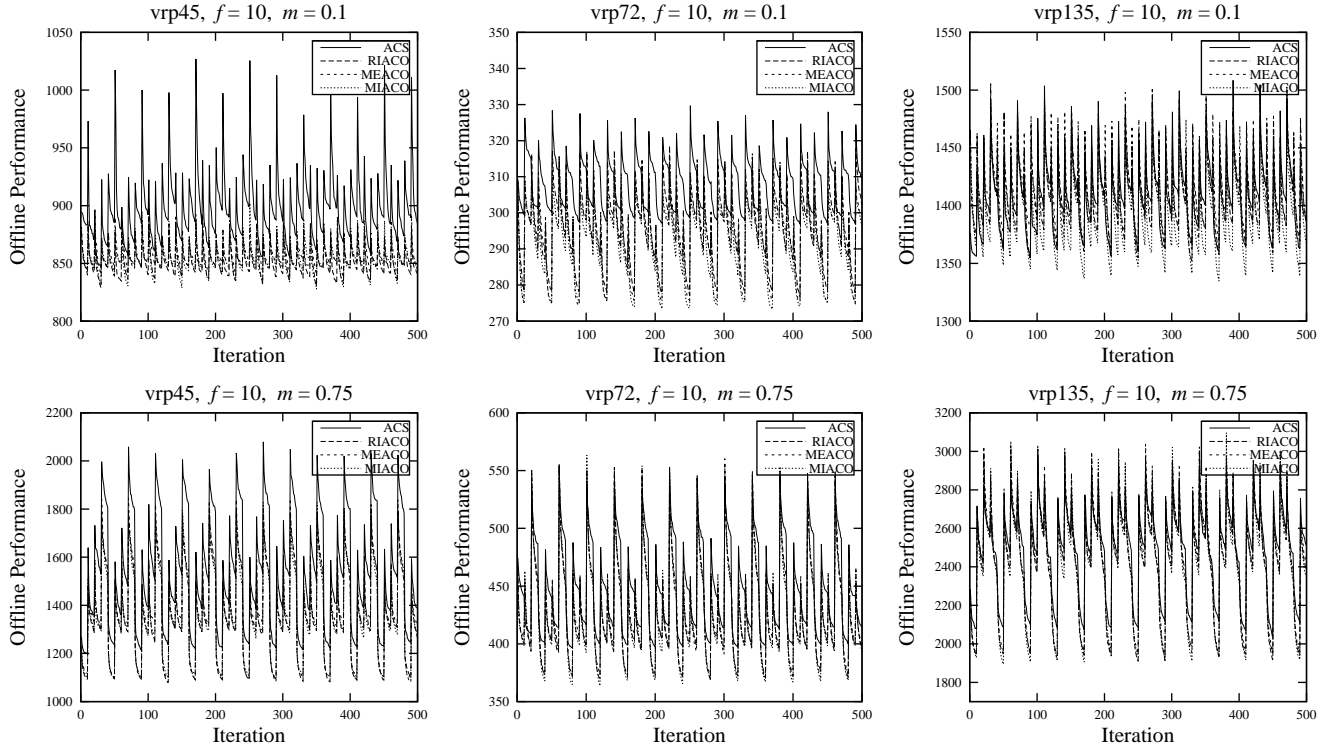 vrp45, f = 10, m = 0.1
Offline Performance
1050
1000
950
900
850
800
0 100 200 300 400 500
Iteration
ACS
RIACO
MEACO
MIACO
vrp72, f = 10, m = 0.1
Offline Performance
350
340
330
320
310
300
290
280
270
0 100 200 300 400 500
Iteration
ACS
RIACO
MEACO
MIACO
vrp135, f = 10, m = 0.1
Offline Performance
1550
1500
1450
1400
1350
1300
0 100 200 300 400 500
Iteration
ACS
RIACO
MEACO
MIACO
vrp45, f = 10, m = 0.75
Offline Performance
2200
2000
1800
1600
1400
1200
1000
0 100 200 300 400 500
Iteration
ACS
RIACO
MEACO
MIACO
vrp72, f = 10, m = 0.75
Offline Performance
600
550
500
450
400
350
0 100 200 300 400 500
Iteration
ACS
RIACO
MEACO
MIACO
vrp135, f = 10, m = 0.75
Offline Performance
3200
3000
2800
2600
2400
2200
2000
1800
0 100 200 300 400 500
Iteration
ACS
RIACO
MEACO
MIACO